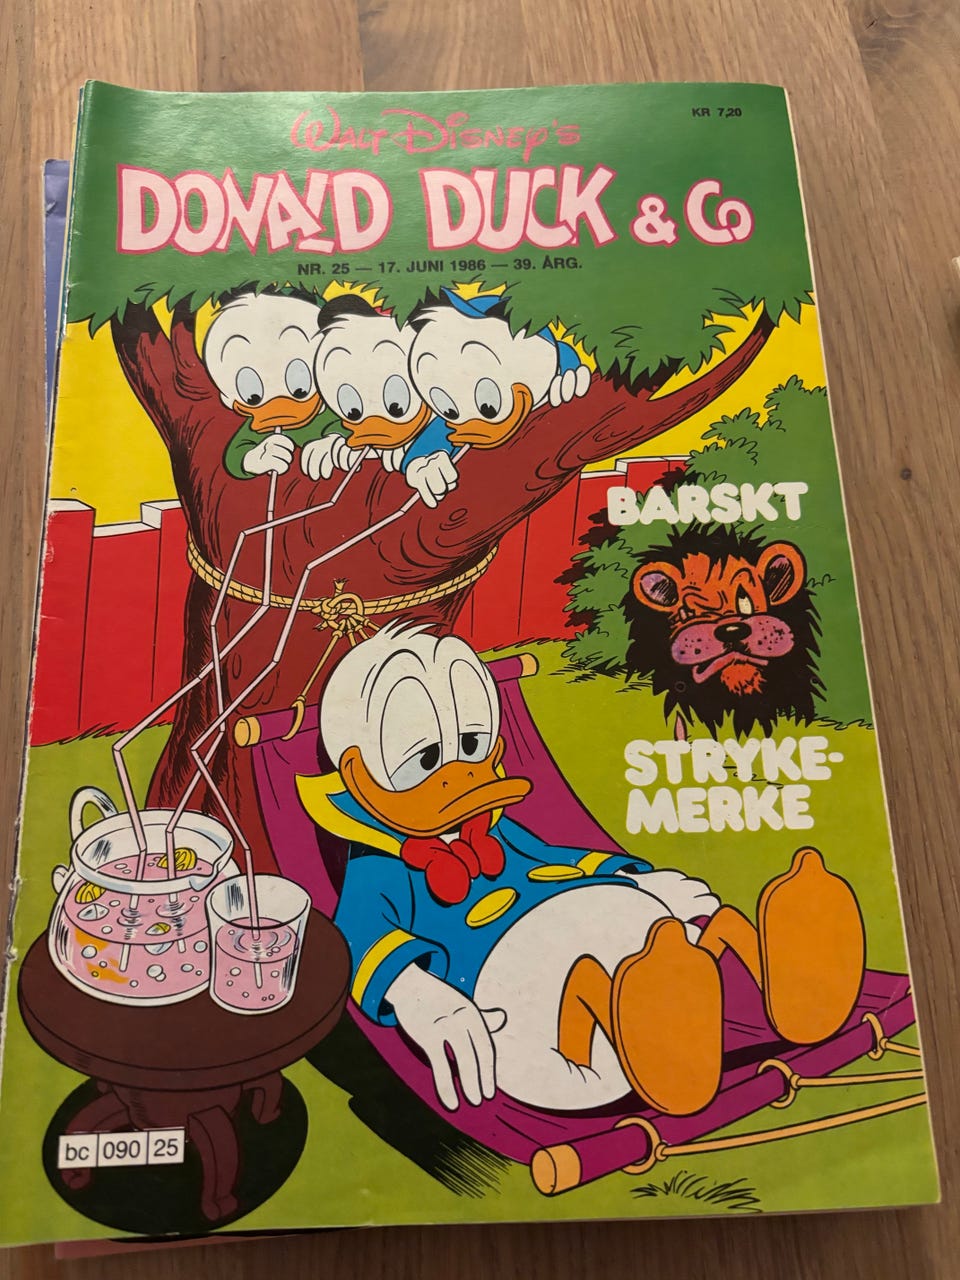 KR 7,20
WALT DISNEY'S
DONALD DUCK & Co
NR. 25 — 17. JUNI 1986 — 39. ÅRG.
BARSKT
STRYKE-
MERKE
bc 090 25